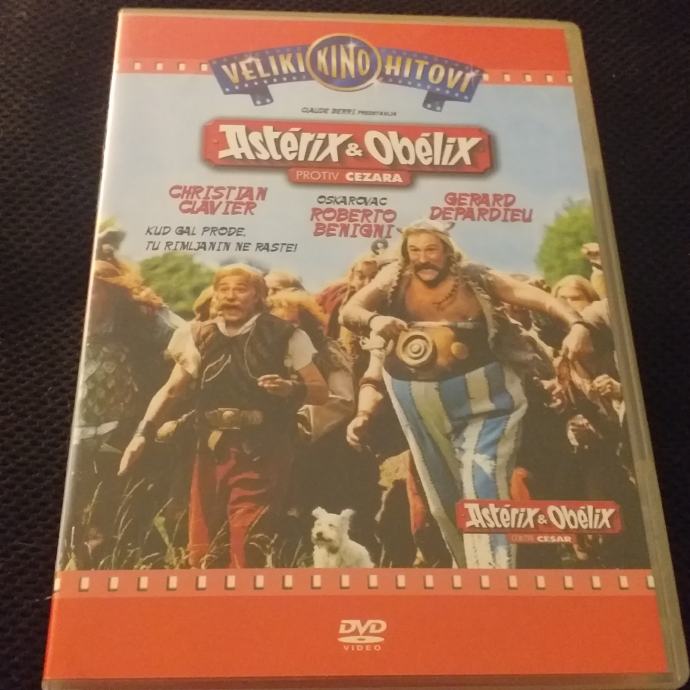 VELIKI KINO HITOVI
CLAUDE BERRI PREDSTAVLJA
Astérix & Obélix
PROTIV CEZARA
CHRISTIAN CLAVIER
OSKAROVAC
ROBERTO BENIGNI
GERARD DEPARDIEU
KUD GAL PROĐE,
TU RIMLJANIN NE RASTE!
Astérix & Obélix
CONTRE CESAR
DVD
VIDEO